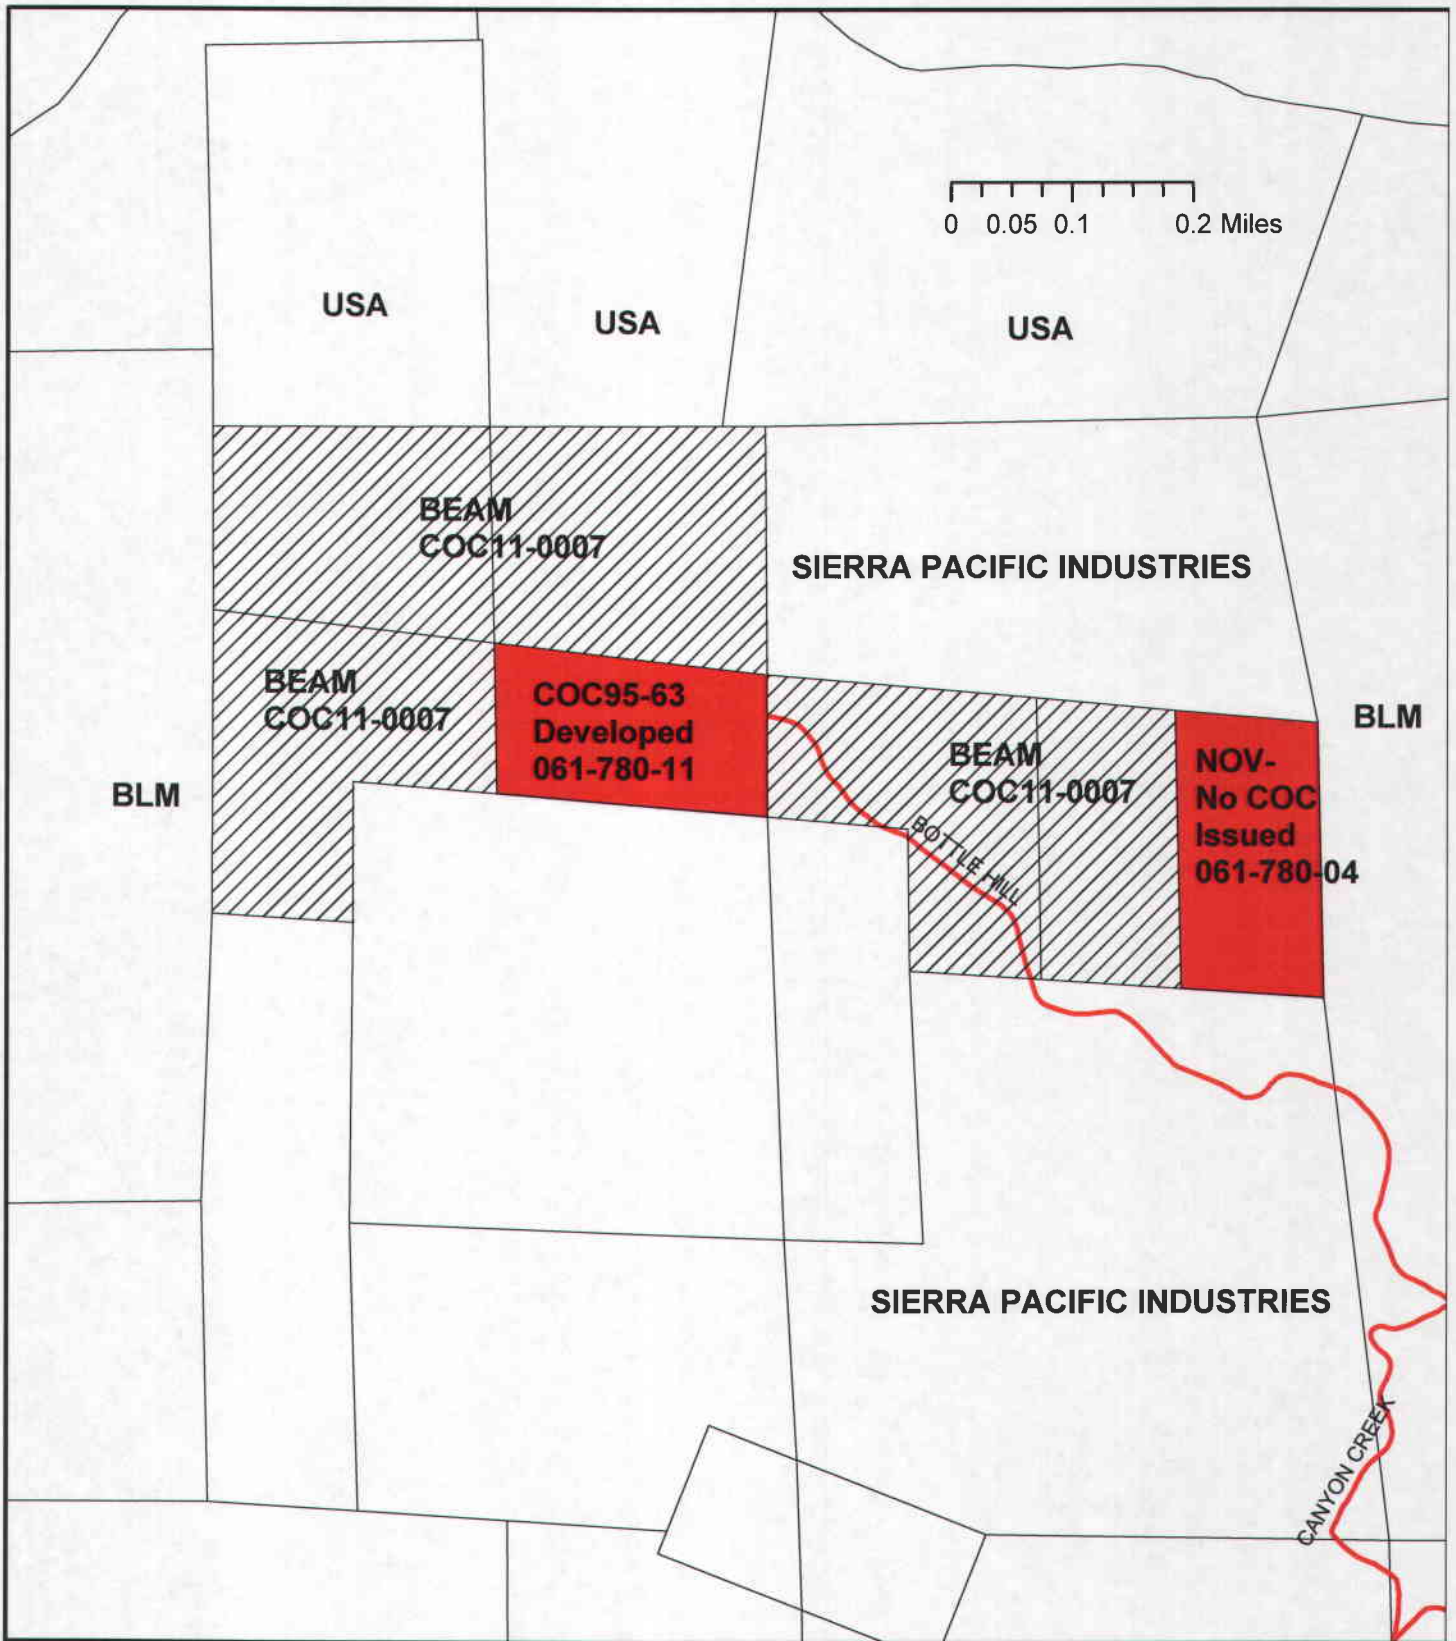 0 0.05 0.1 0.2 Miles
USA
USA
USA
BEAM
COC11-0007
SIERRA PACIFIC INDUSTRIES
BEAM
COC11-0007
COC95-63
Developed
061-780-11
BEAM
COC11-0007
NOV-
No COC
Issued
061-780-04
BLM
BLM
BOTTLE HILL
SIERRA PACIFIC INDUSTRIES
CANYON CREEK